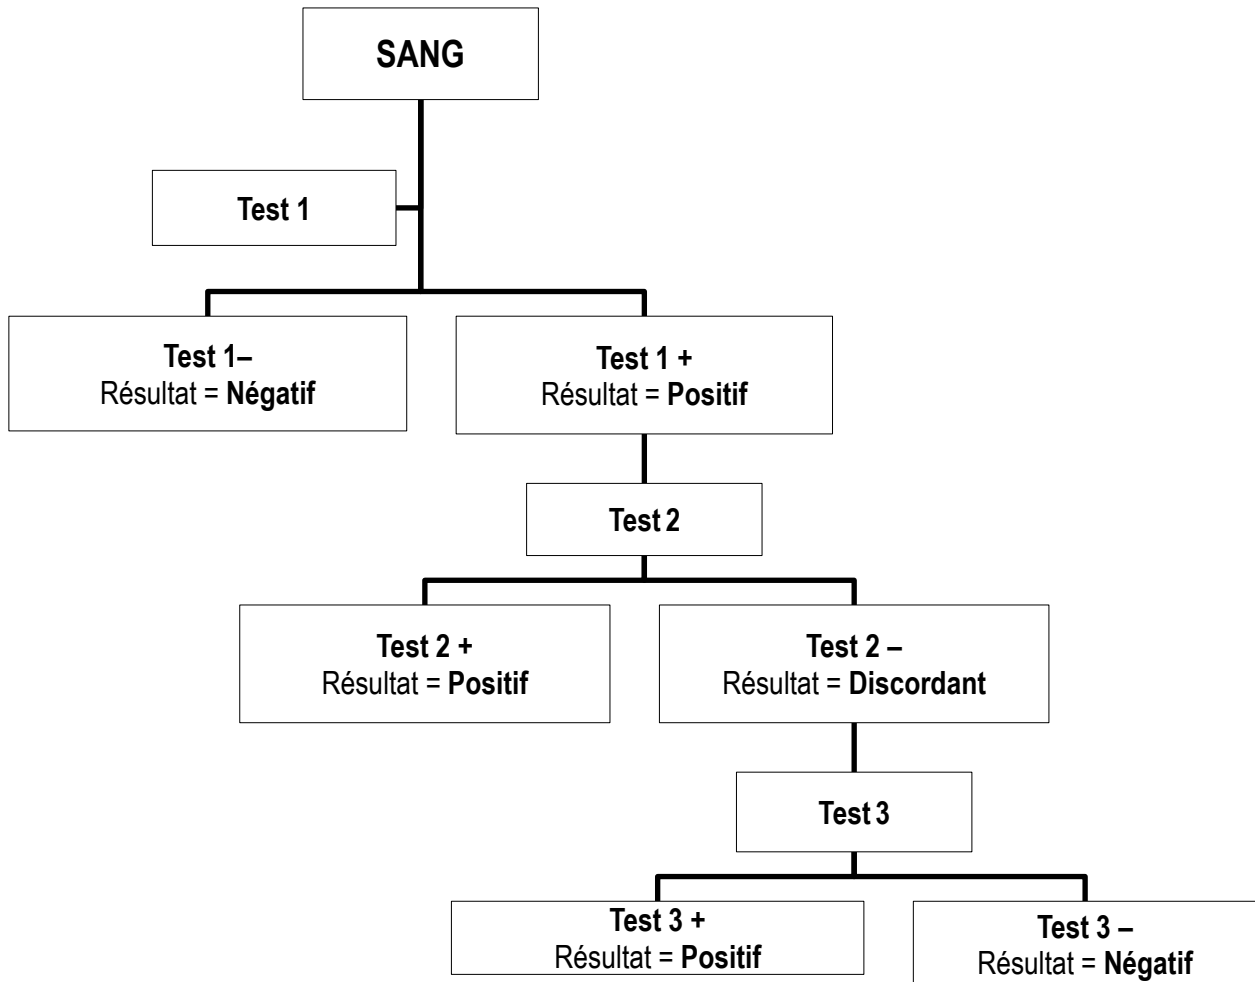 SANG
Test 1
Test 1–
Résultat = Négatif
Test 1 +
Résultat = Positif
Test 2
Test 2 +
Résultat = Positif
Test 2 –
Résultat = Discordant
Test 3
Test 3 +
Résultat = Positif
Test 3 –
Résultat = Négatif